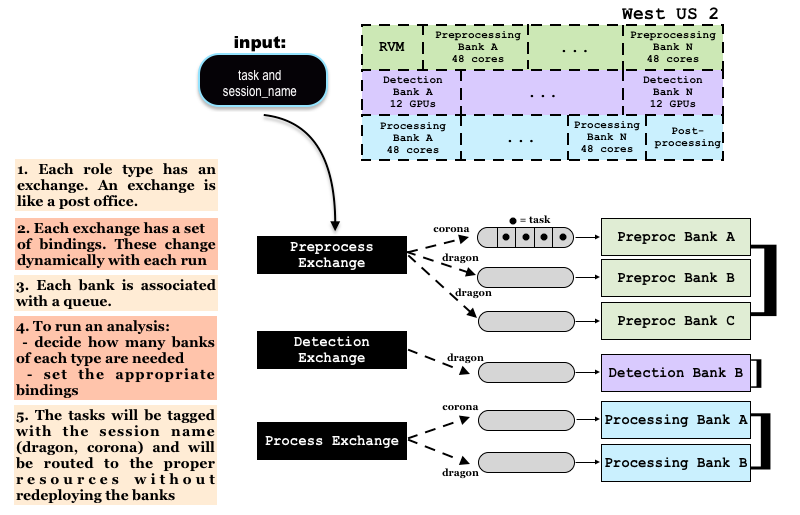 West US 2
input:
task and
session_name
RVM
Preprocessing
Bank A
48 cores
...
Preprocessing
Bank N
48 cores
Detection
Bank A
12 GPUs
...
Detection
Bank N
12 GPUs
Processing
Bank A
48 cores
...
Processing
Bank N
48 cores
Post-
processing
1. Each role type has an
exchange. An exchange is
like a post office.
2. Each exchange has a set
of bindings. These change
dynamically with each run
3. Each bank is associated
with a queue.
4. To run an analysis:
- decide how many banks
of each type are needed
- set the appropriate
bindings
5. The tasks will be tagged
with the session name
(dragon, corona) and will
be routed to the proper
resources without
redeploying the banks
Preprocess
Exchange
corona
dragon
dragon
● = task
Preproc Bank A
Preproc Bank B
Preproc Bank C
Detection
Exchange
dragon
Detection Bank B
Process Exchange
corona
dragon
Processing Bank A
Processing Bank B